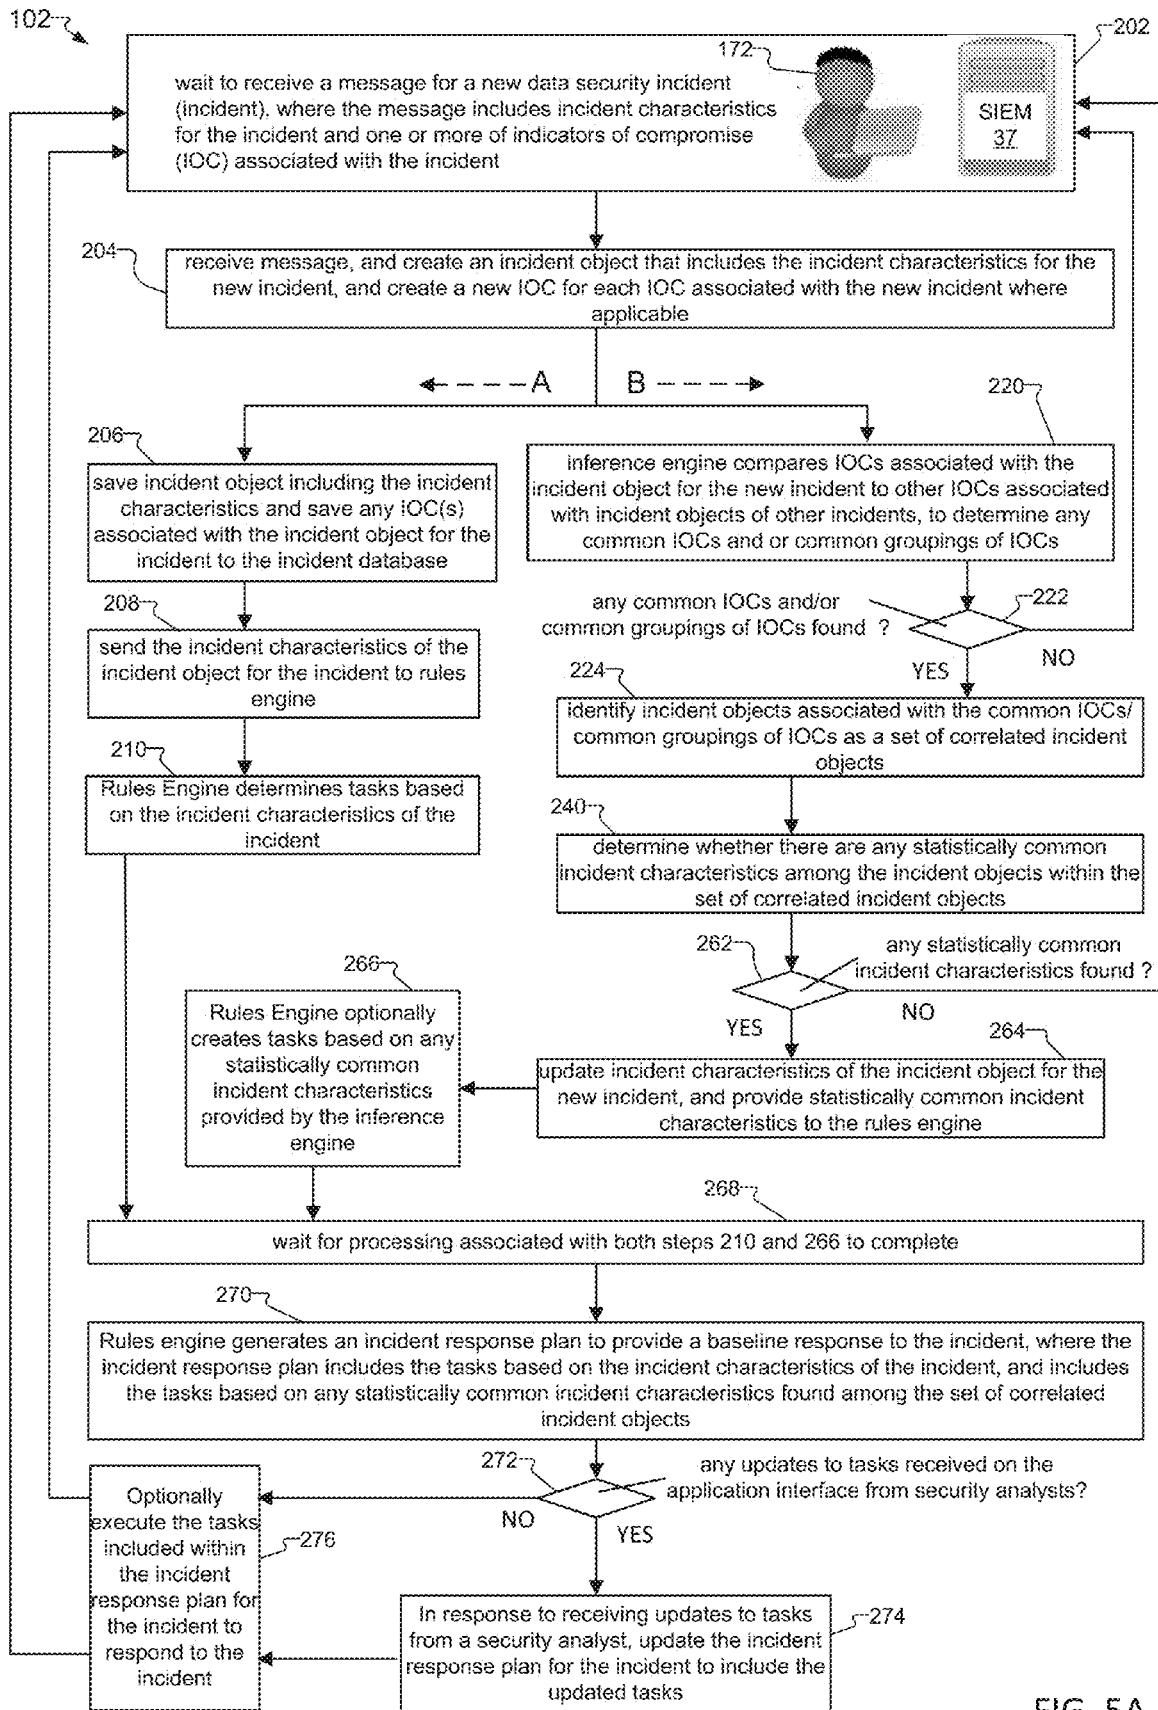 102
202
172
wait to receive a message for a new data security incident
(incident), where the message includes incident characteristics
for the incident and one or more of indicators of compromise
(IOC) associated with the incident
SIEM
37
204
receive message, and create an incident object that includes the incident characteristics for the
new incident, and create a new IOC for each IOC associated with the new incident where
applicable
A
B
206
save incident object including the incident
characteristics and save any IOC(s)
associated with the incident object for the
incident to the incident database
208
send the incident characteristics of the
incident object for the incident to rules
engine
210
Rules Engine determines tasks based
on the incident characteristics of the
incident
220
inference engine compares IOCs associated with the
incident object for the new incident to other IOCs associated
with incident objects of other incidents, to determine any
common IOCs and or common groupings of IOCs
any common IOCs and/or
common groupings of IOCs found ?
222
YES
NO
224
identify incident objects associated with the common IOCs/
common groupings of IOCs as a set of correlated incident
objects
240
determine whether there are any statistically common
incident characteristics among the incident objects within the
set of correlated incident objects
262
any statistically common
incident characteristics found ?
YES
NO
264
update incident characteristics of the incident object for the
new incident, and provide statistically common incident
characteristics to the rules engine
266
Rules Engine optionally
creates tasks based on any
statistically common
incident characteristics
provided by the inference
engine
268
wait for processing associated with both steps 210 and 266 to complete
270
Rules engine generates an incident response plan to provide a baseline response to the incident, where the
incident response plan includes the tasks based on the incident characteristics of the incident, and includes
the tasks based on any statistically common incident characteristics found among the set of correlated
incident objects
272
any updates to tasks received on the
application interface from security analysts?
NO
YES
Optionally
execute the tasks
included within
the incident
response plan for
the incident to
respond to the
incident
276
274
In response to receiving updates to tasks
from a security analyst, update the incident
response plan for the incident to include the
updated tasks
FIG. 5A